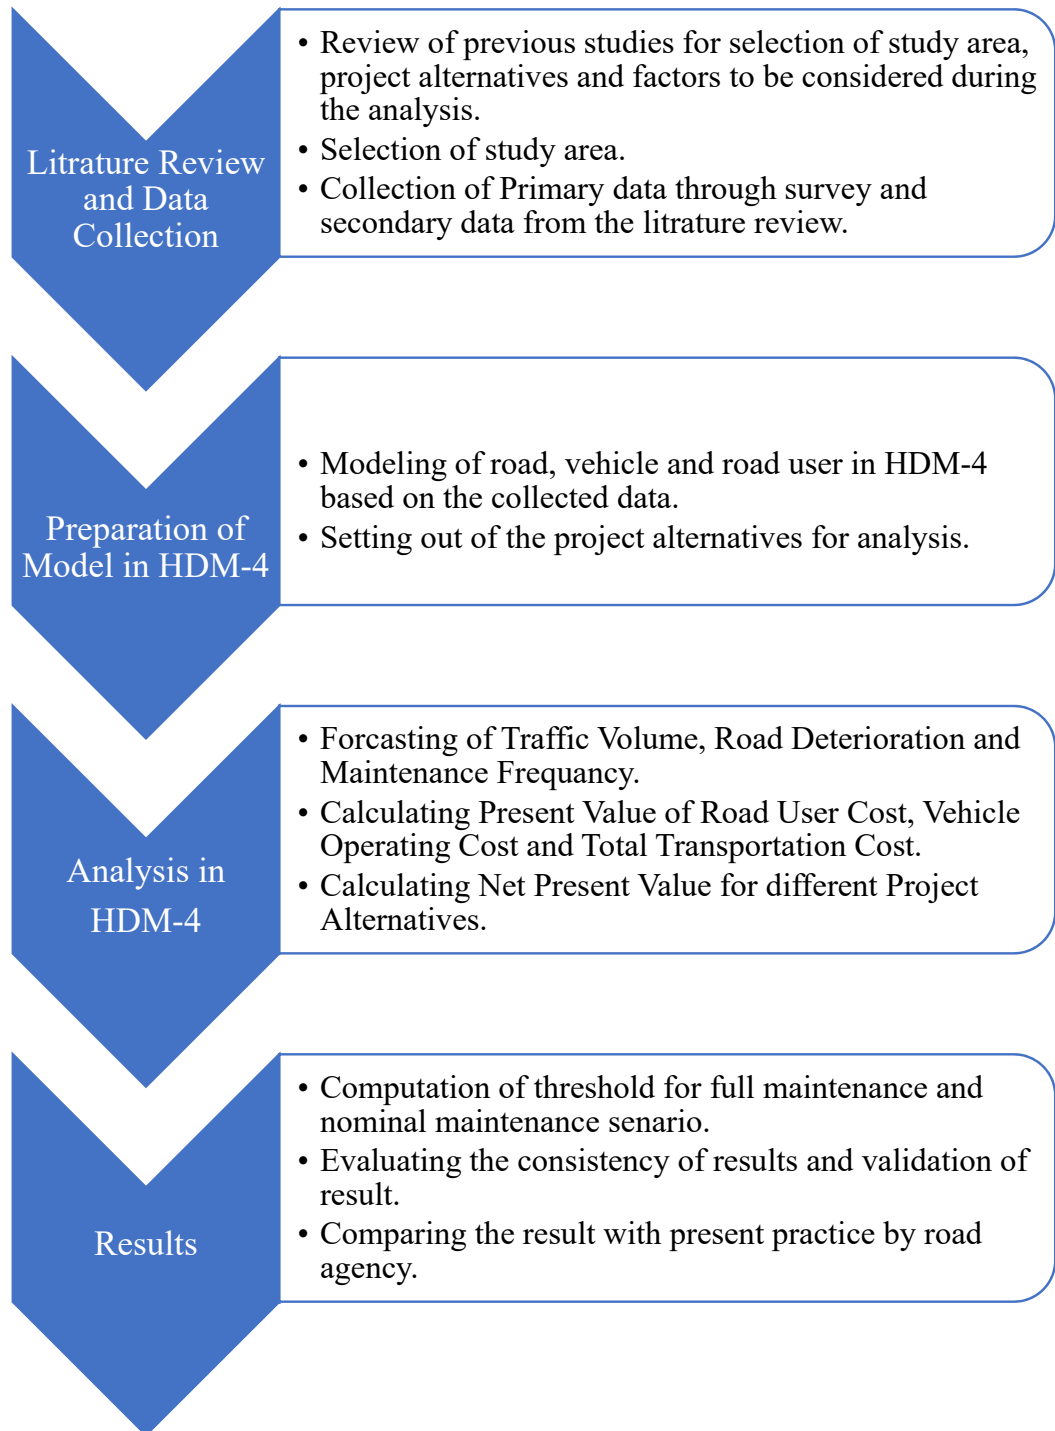 Litrature Review
and Data
Collection
• Review of previous studies for selection of study area,
project alternatives and factors to be considered during
the analysis.
• Selection of study area.
• Collection of Primary data through survey and
secondary data from the litrature review.
Preparation of
Model in HDM-4
• Modeling of road, vehicle and road user in HDM-4
based on the collected data.
• Setting out of the project alternatives for analysis.
Analysis in
HDM-4
• Forcasting of Traffic Volume, Road Deterioration and
Maintenance Frequancy.
• Calculating Present Value of Road User Cost, Vehicle
Operating Cost and Total Transportation Cost.
• Calculating Net Present Value for different Project
Alternatives.
Results
• Computation of threshold for full maintenance and
nominal maintenance senario.
• Evaluating the consistency of results and validation of
result.
• Comparing the result with present practice by road
agency.